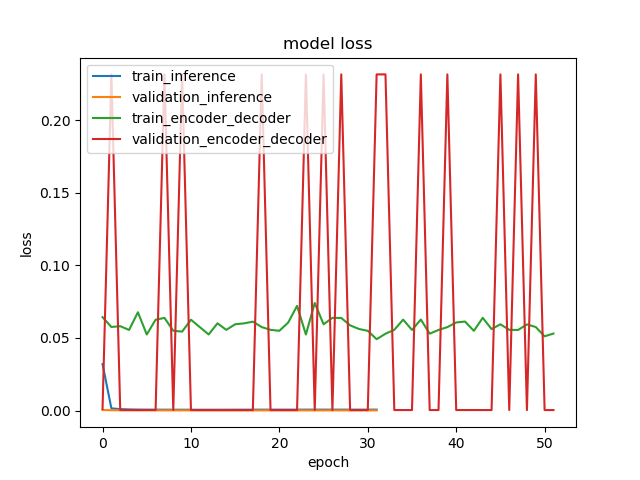 model loss
train_inference
validation_inference
train_encoder_decoder
validation_encoder_decoder
0.20
0.15
0.10
0.05
0.00
loss
0 10 20 30 40 50
epoch